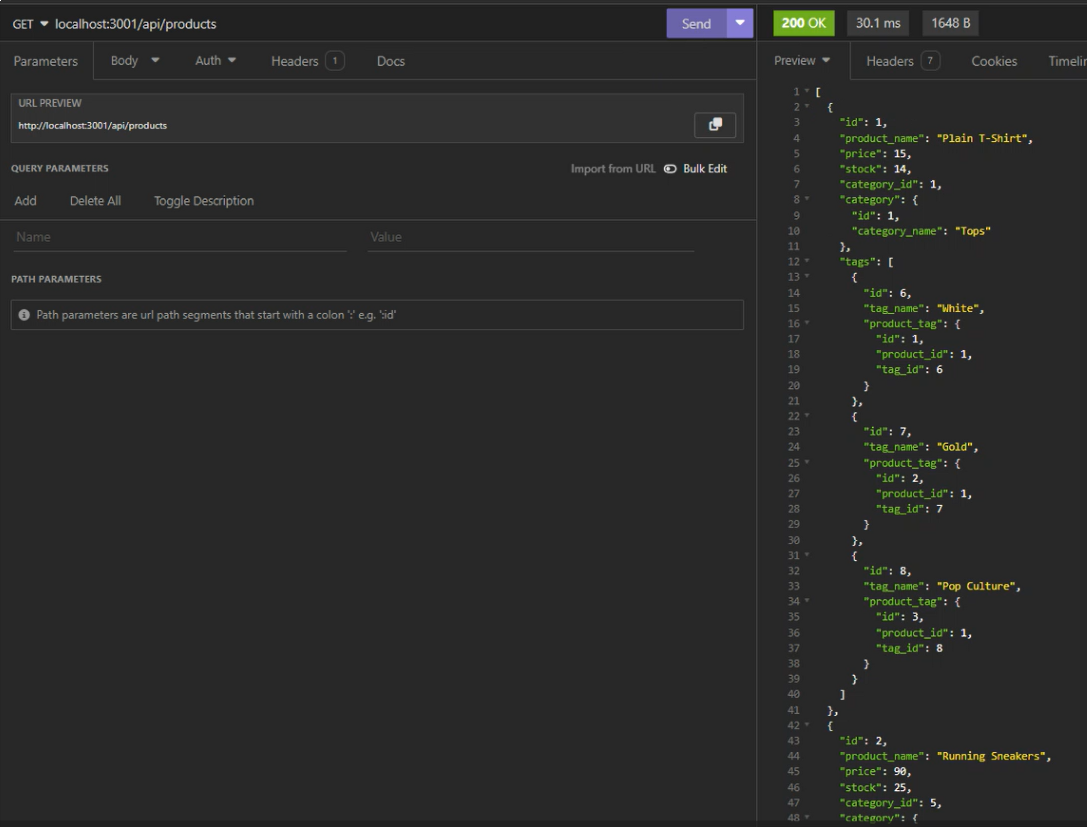 GET localhost:3001/api/products Send
200 OK 30.1 ms 1648 B
Parameters Body Auth Headers 1 Docs
URL PREVIEW
http://localhost:3001/api/products
QUERY PARAMETERS Import from URL Bulk Edit
Add Delete All Toggle Description
Name Value
PATH PARAMETERS
Path parameters are url path segments that start with a colon ':' e.g. ':id'
Preview Headers 7 Cookies Timelin
1 [
2 {
3 "id": 1,
4 "product_name": "Plain T-Shirt",
5 "price": 15,
6 "stock": 14,
7 "category_id": 1,
8 "category": {
9 "id": 1,
10 "category_name": "Tops"
11 },
12 "tags": [
13 {
14 "id": 6,
15 "tag_name": "White",
16 "product_tag": {
17 "id": 1,
18 "product_id": 1,
19 "tag_id": 6
20 }
21 },
22 {
23 "id": 7,
24 "tag_name": "Gold",
25 "product_tag": {
26 "id": 2,
27 "product_id": 1,
28 "tag_id": 7
29 }
30 },
31 {
32 "id": 8,
33 "tag_name": "Pop Culture",
34 "product_tag": {
35 "id": 3,
36 "product_id": 1,
37 "tag_id": 8
38 }
39 }
40 ]
41 },
42 {
43 "id": 2,
44 "product_name": "Running Sneakers",
45 "price": 90,
46 "stock": 25,
47 "category_id": 5,
48 "category": {